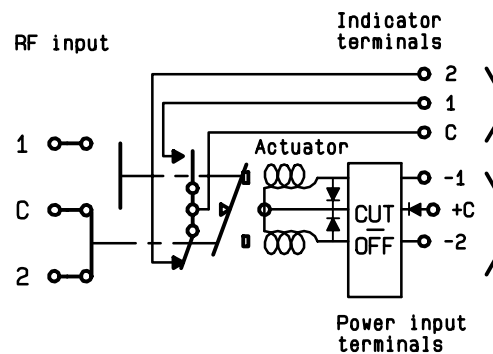 Indicator
terminals
RF input
2
1
C
1
Actuator
-1
C
+C
CUT
OFF
-2
2
Power input
terminals